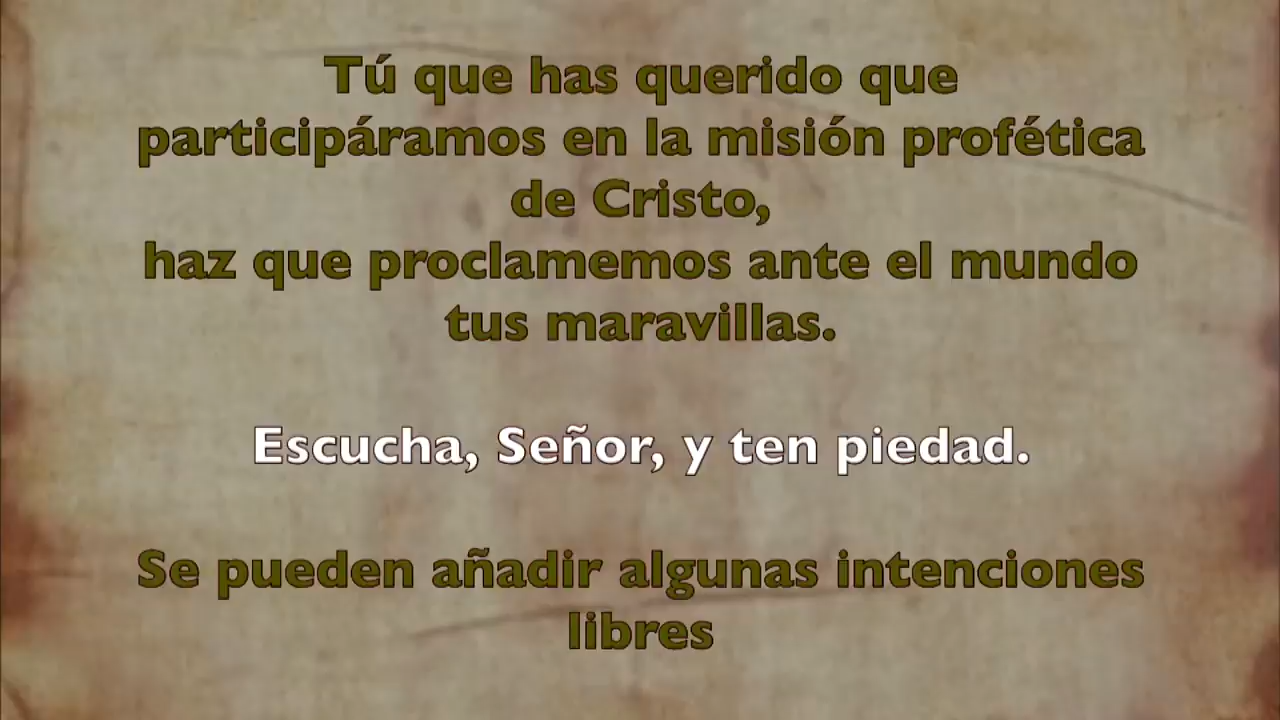 Tú que has querido que
participáramos en la misión profética
de Cristo,
haz que proclamemos ante el mundo
tus maravillas.
Escucha, Señor, y ten piedad.
Se pueden añadir algunas intenciones
libres